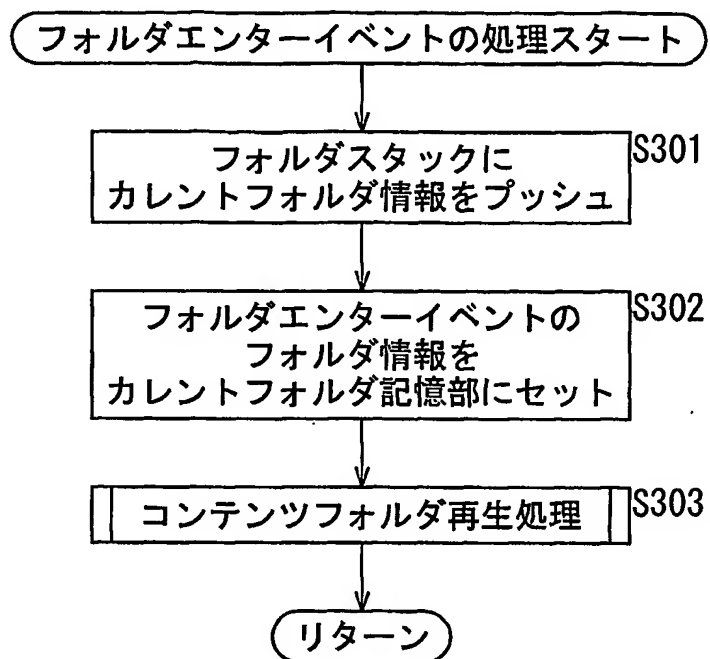 フォルダエンターイベントの処理スタート
フォルダスタックに
カレントフォルダ情報をプッシュ
S301
フォルダエンターイベントの
フォルダ情報を
カレントフォルダ記憶部にセット
S302
コンテンツフォルダ再生処理
S303
リターン